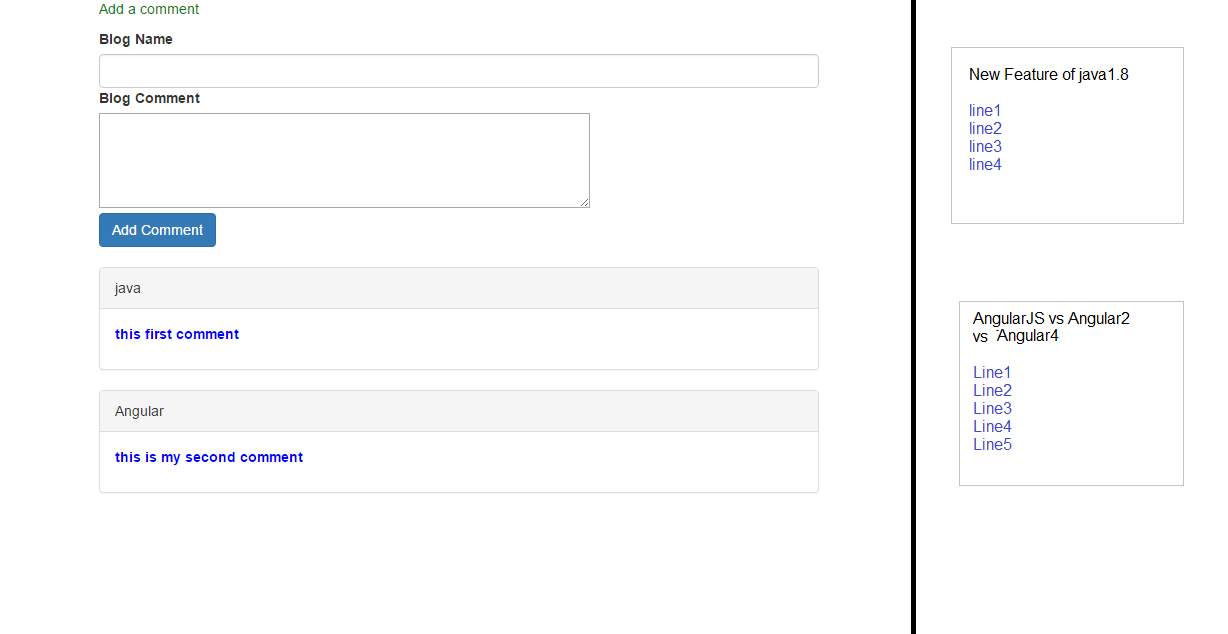 Add a comment
Blog Name
Blog Comment
Add Comment
java
this first comment
Angular
this is my second comment
New Feature of java1.8
line1
line2
line3
line4
AngularJS vs Angular2
vs Angular4
Line1
Line2
Line3
Line4
Line5